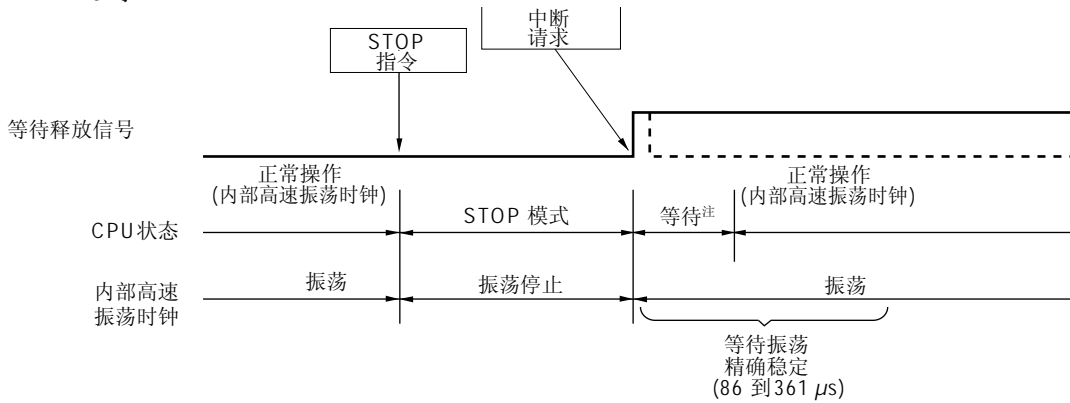 STOP
指令
中断
请求
等待释放信号
正常操作
(内部高速振荡时钟)
正常操作
(内部高速振荡时钟)
CPU状态
STOP 模式
等待注
内部高速
振荡时钟
振荡
振荡停止
振荡
等待振荡
精确稳定
(86 到361 μs)